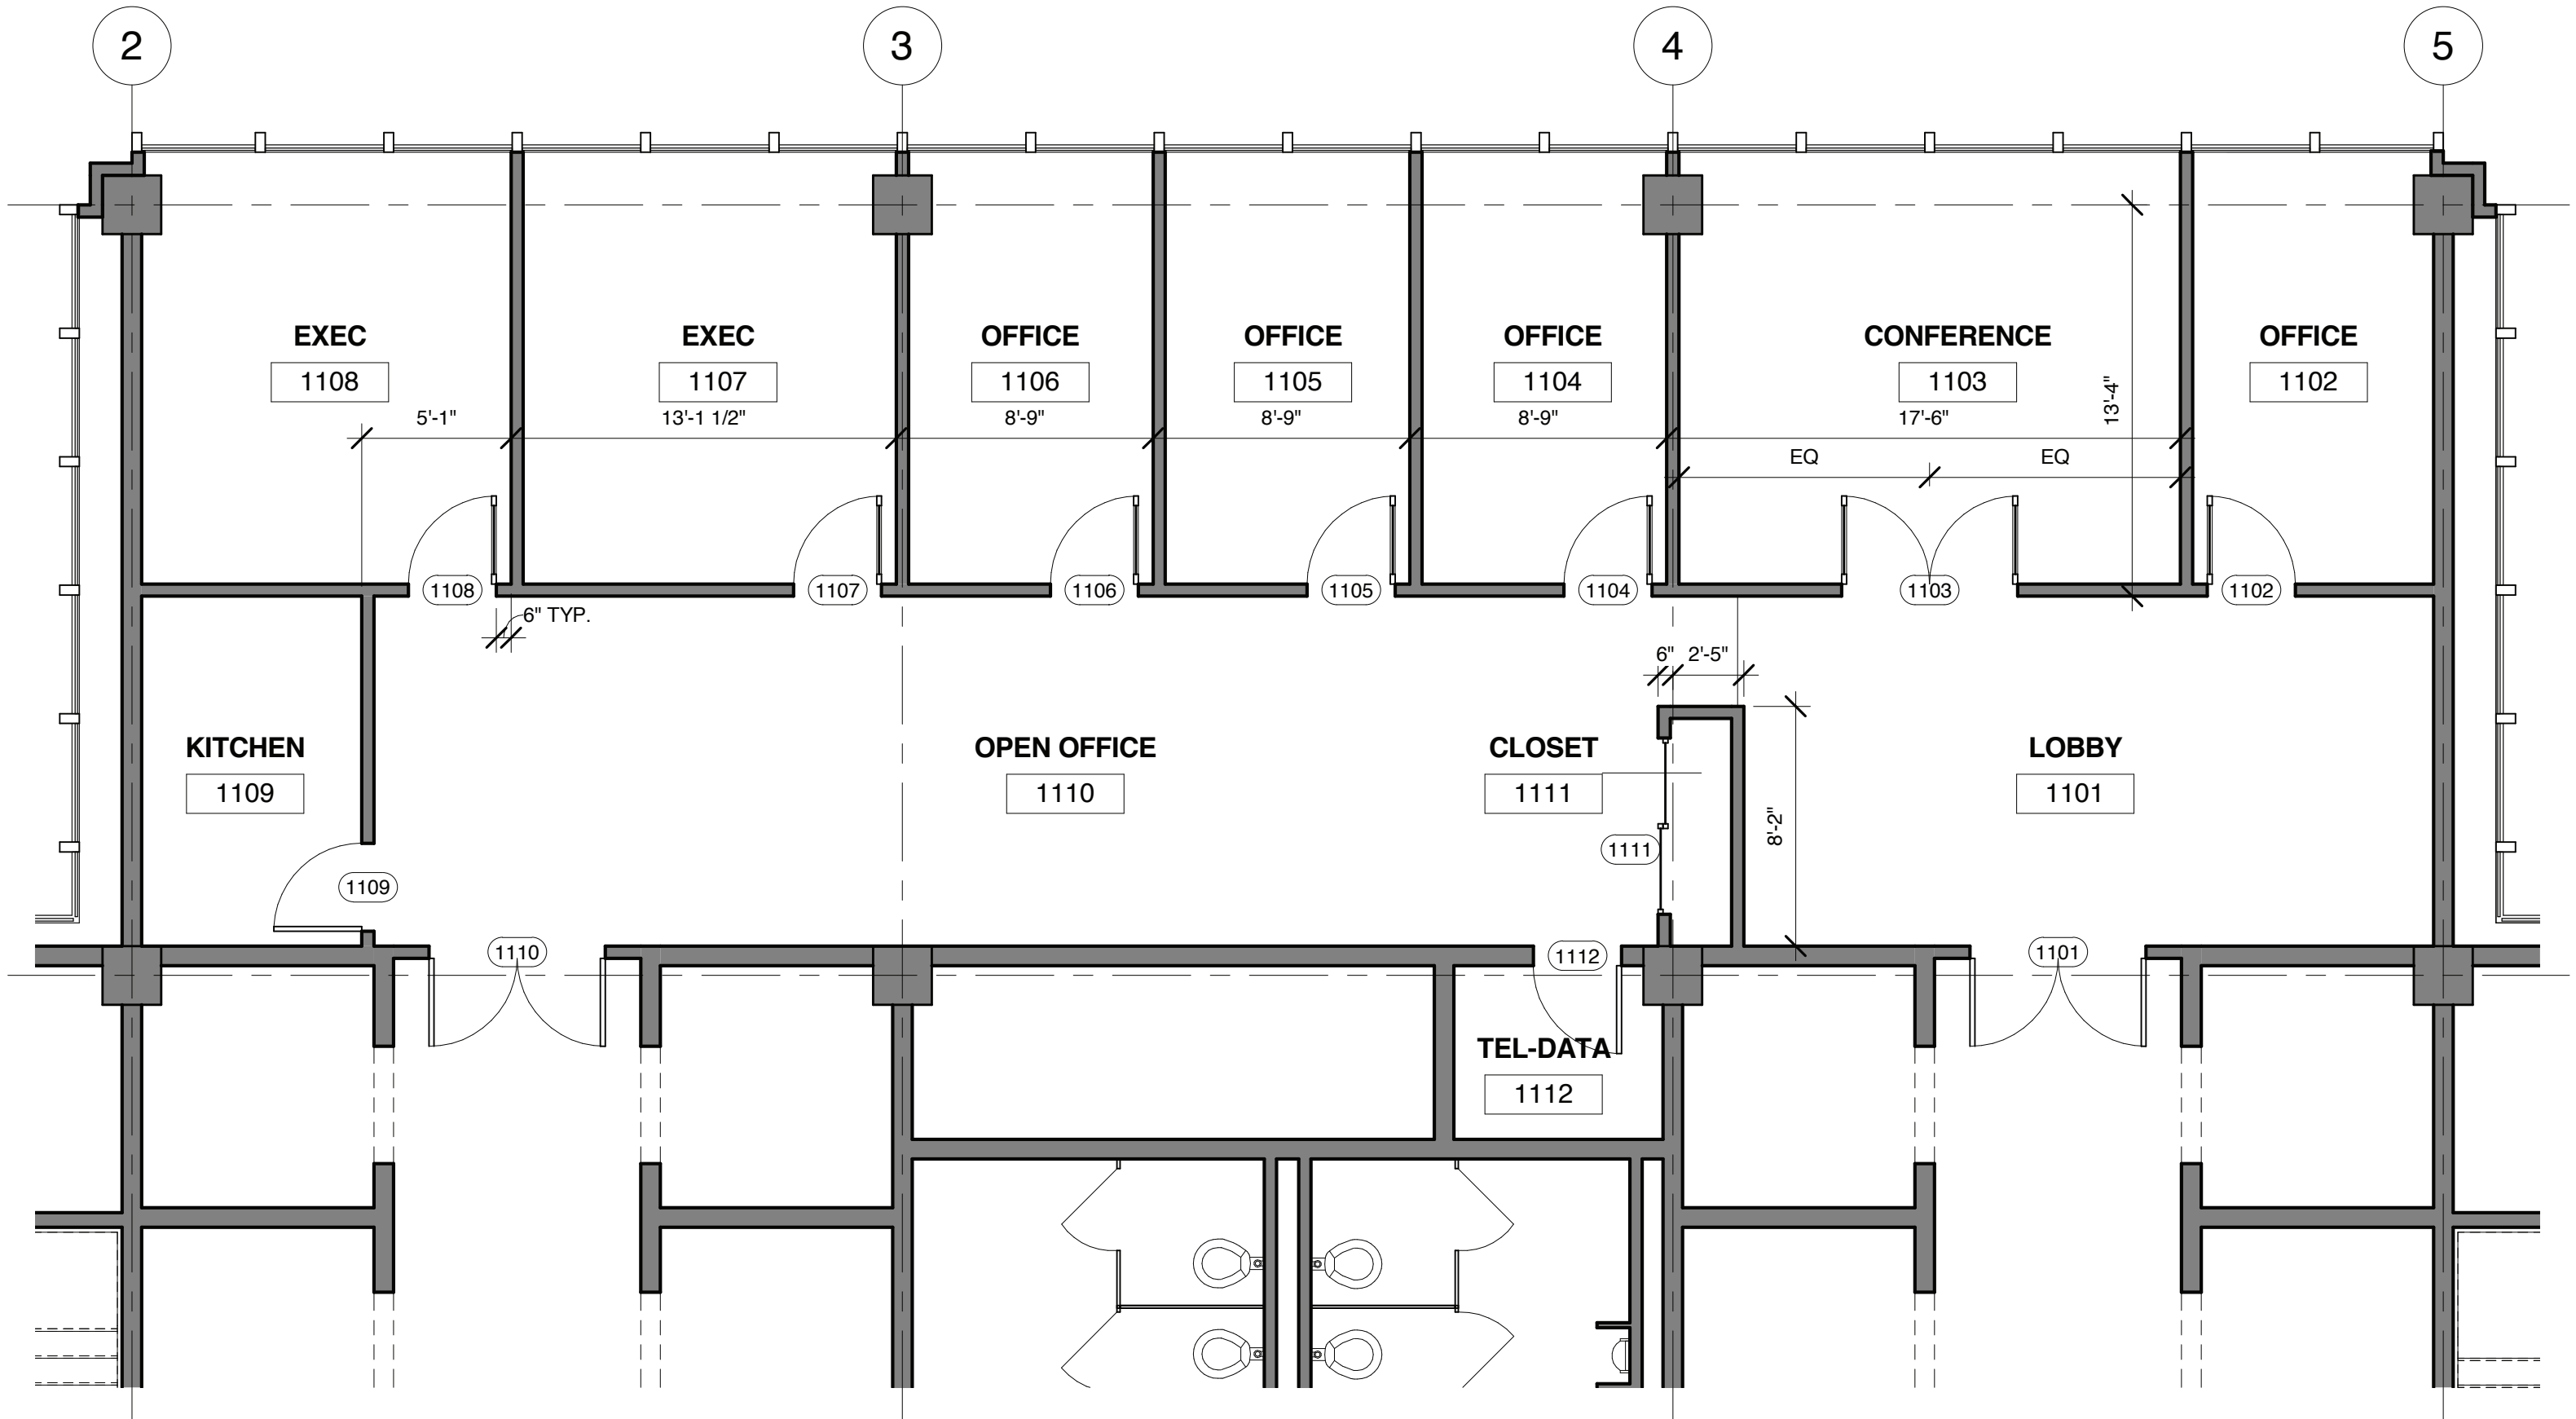 2 3 4 5
EXEC EXEC OFFICE OFFICE OFFICE CONFERENCE OFFICE
1108 1107 1106 1105 1104 1103 1102
5'-1" 13'-1 1/2" 8'-9" 8'-9" 8'-9" 17'-6" 13'-4"
EQ EQ
1108 1107 1106 1105 1104 1103 1102
6" TYP.
6" 2'-5"
KITCHEN OPEN OFFICE CLOSET LOBBY
1109 1110 1111 1101
8'-2"
1111
1109
1110 1112 1101
TEL-DATA
1112